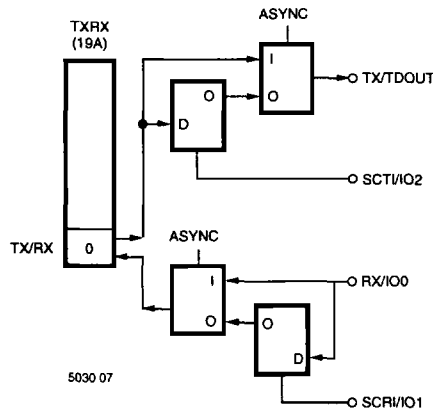 TXRX
(19A)
ASYNC
I
O
TX/TDOUT
O
D
SCTI/IO2
TX/RX
0
ASYNC
I
O
RX/IO0
O
D
SCRI/IO1
5030 07